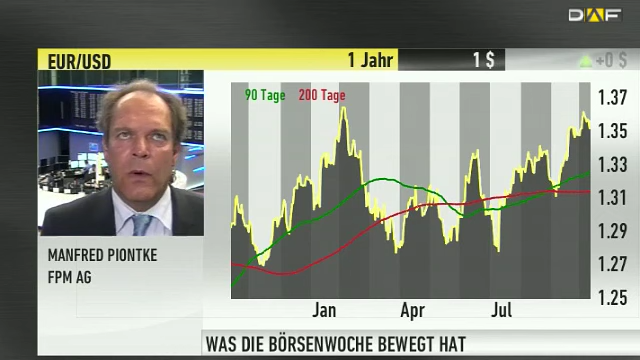 DAF
EUR/USD 1 Jahr 1 $ +0 $
90 Tage 200 Tage
1.37
1.35
1.33
1.31
1.29
1.27
1.25
Jan Apr Jul
MANFRED PIONTKE
FPM AG
WAS DIE BÖRSENWOCHE BEWEGT HAT